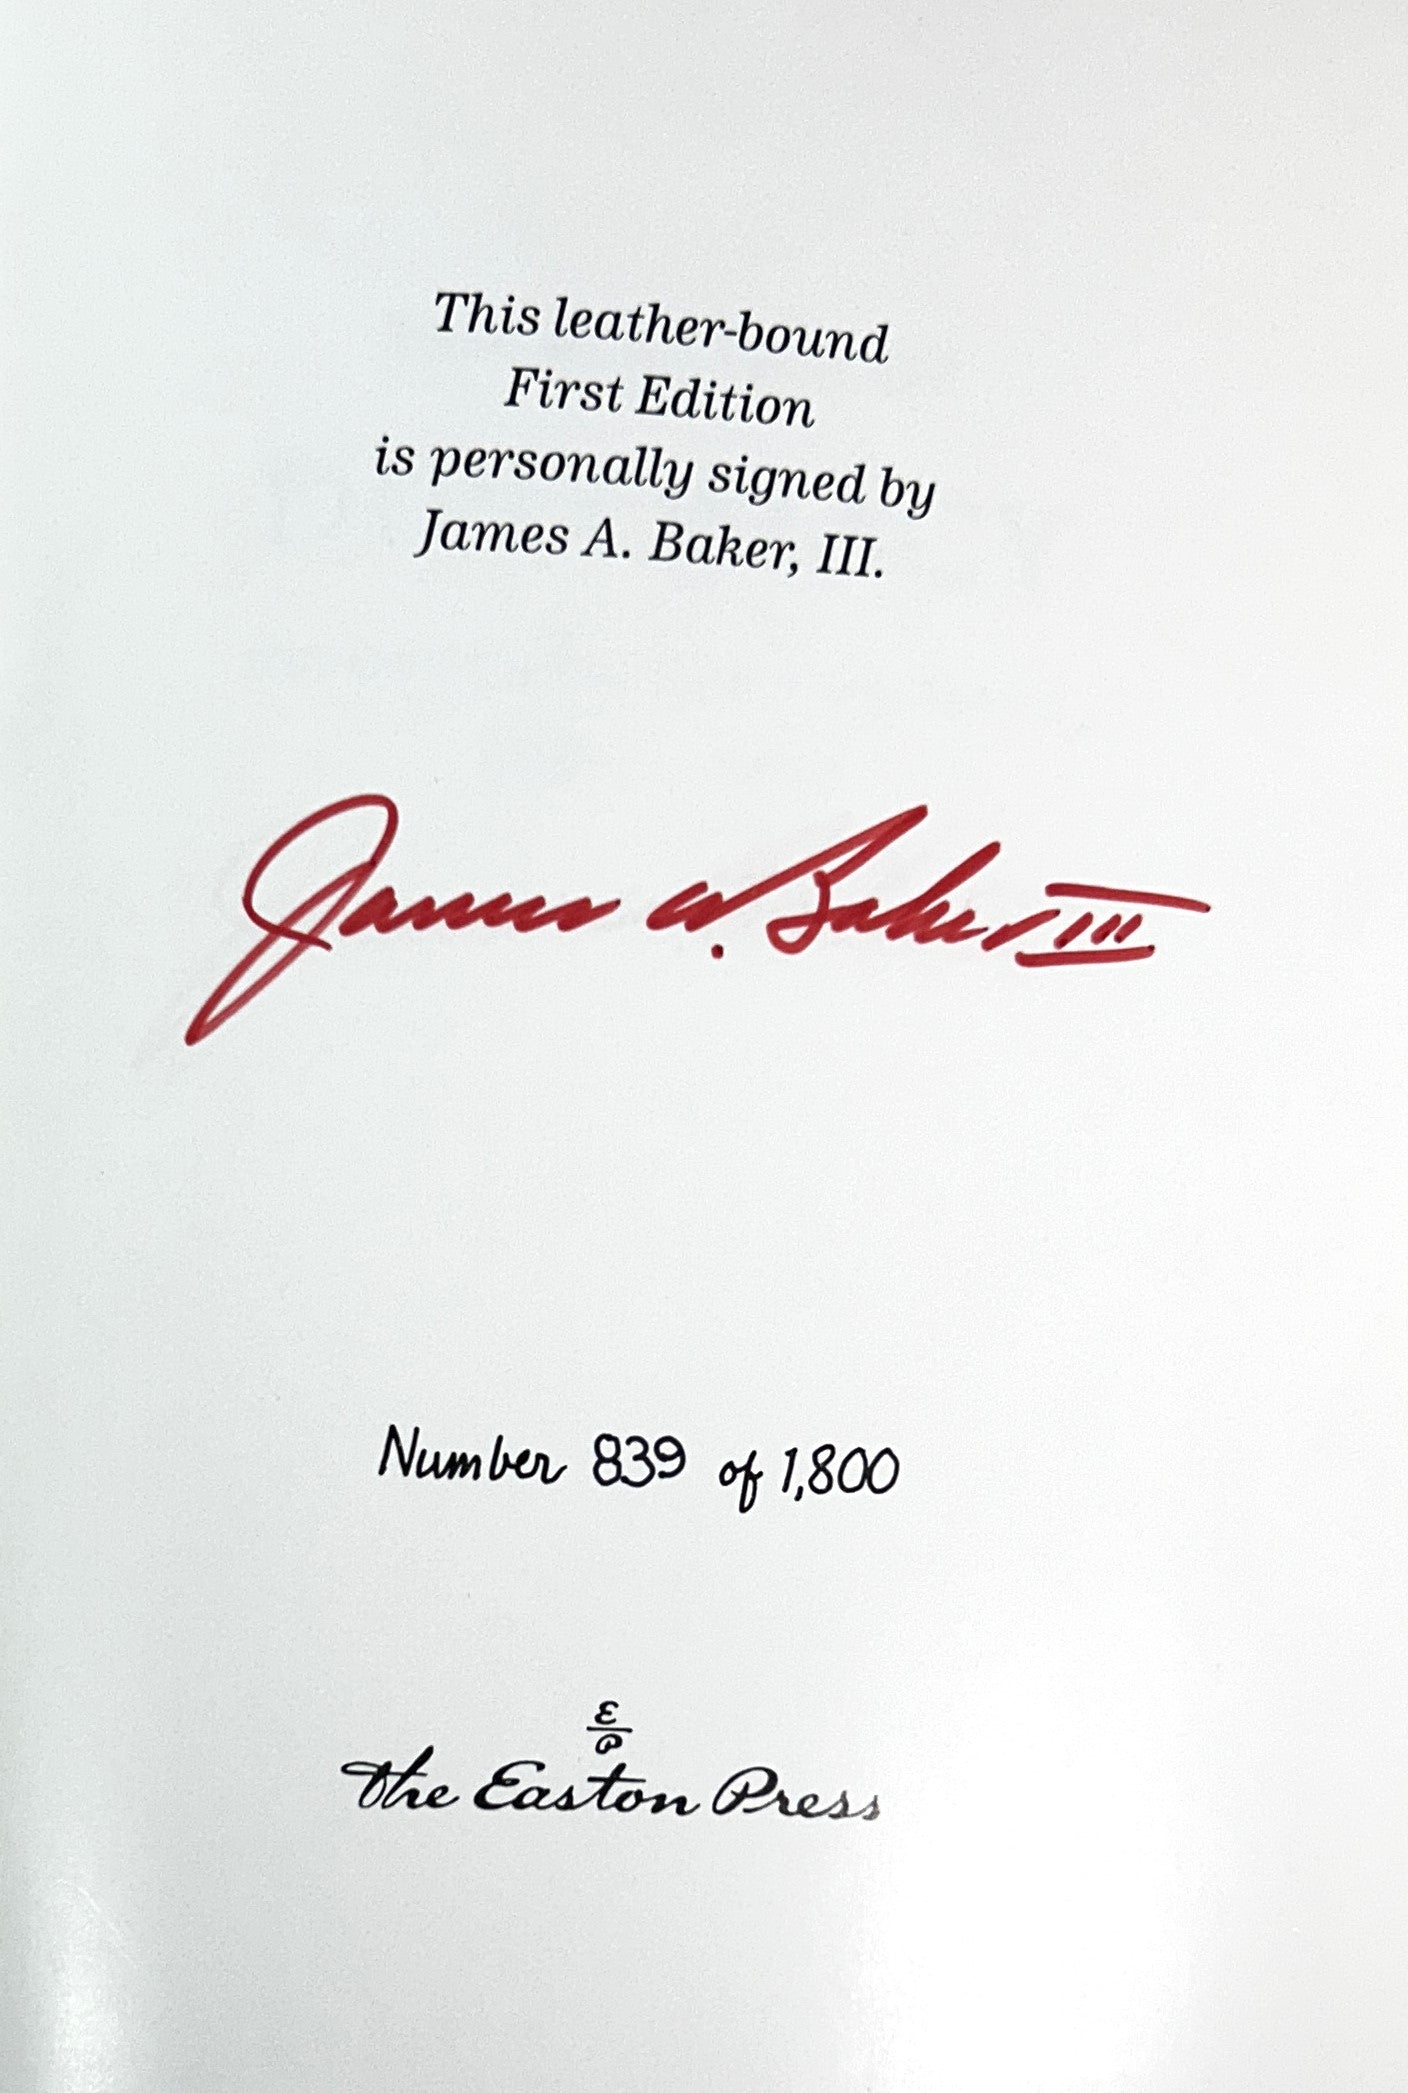 This leather-bound
First Edition
is personally signed by
James A. Baker, III.
James A. Baker III
Number 839 of 1,800
E
P
The Easton Press